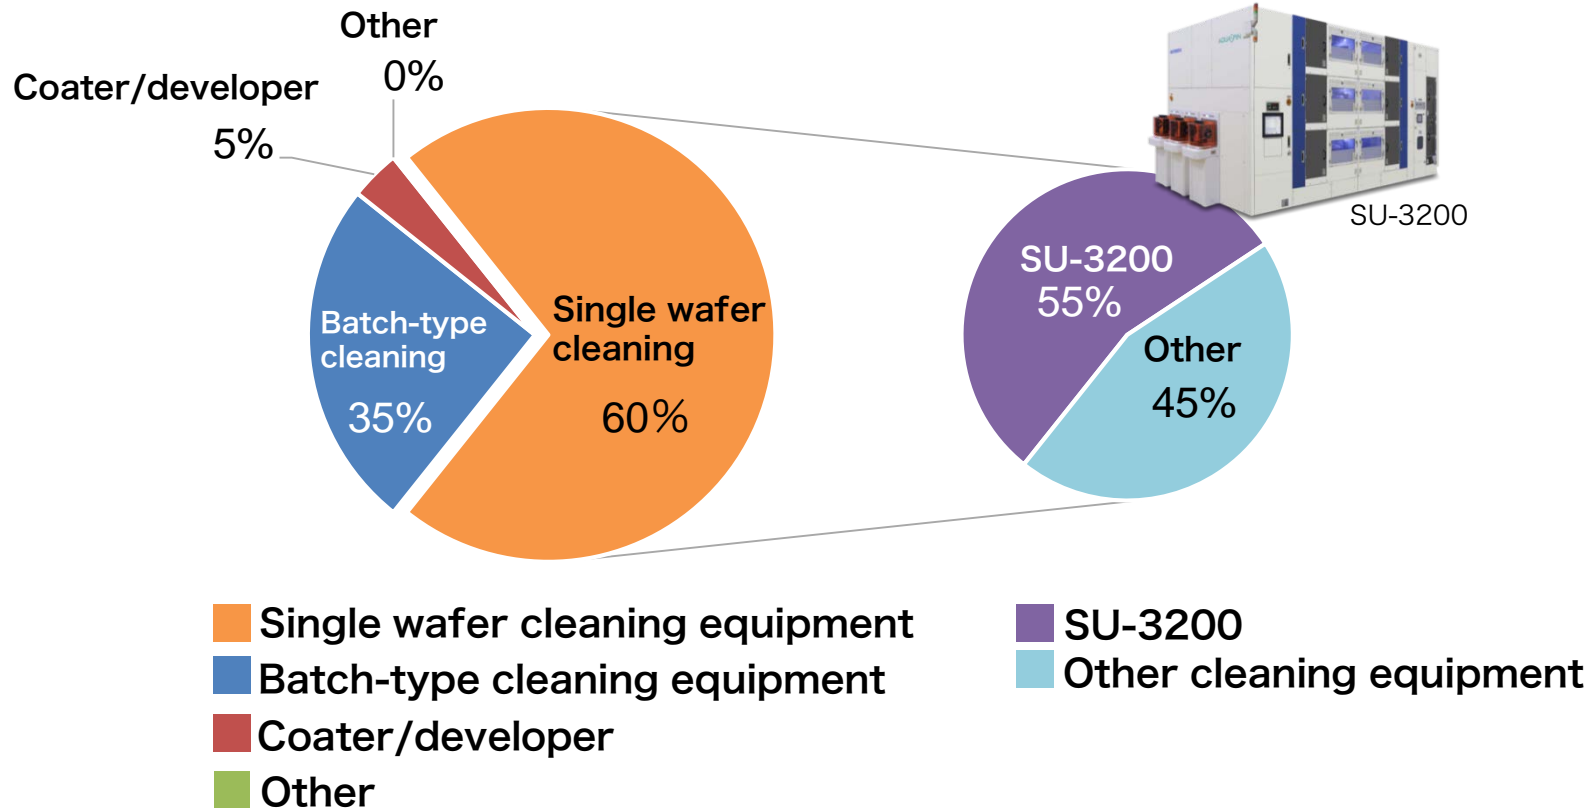 Other
0%
Coater/developer
5%
Batch-type
cleaning
35%
Single wafer
cleaning
60%
SU-3200
SU-3200
55%
Other
45%
Single wafer cleaning equipment
Batch-type cleaning equipment
Coater/developer
Other
SU-3200
Other cleaning equipment